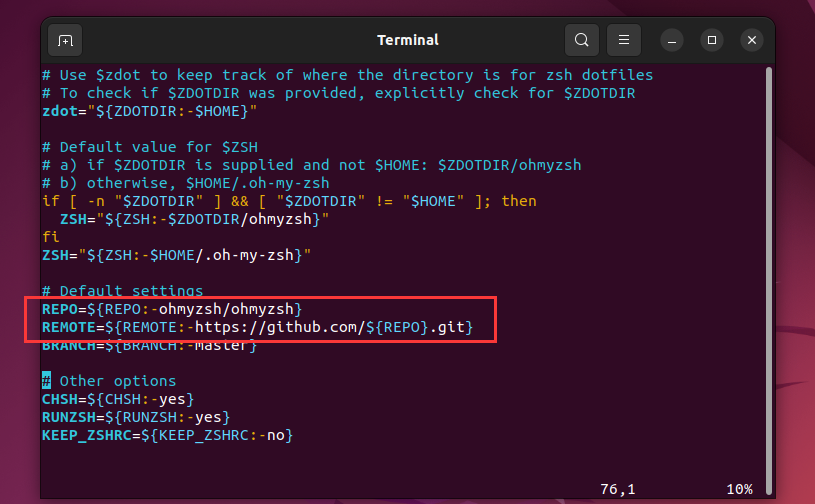 Terminal
# Use $zdot to keep track of where the directory is for zsh dotfiles
# To check if $ZDOTDIR was provided, explicitly check for $ZDOTDIR
zdot="${ZDOTDIR:-$HOME}"
# Default value for $ZSH
# a) if $ZDOTDIR is supplied and not $HOME: $ZDOTDIR/ohmyzsh
# b) otherwise, $HOME/.oh-my-zsh
if [ -n "$ZDOTDIR" ] && [ "$ZDOTDIR" != "$HOME" ]; then
  ZSH="${ZSH:-$ZDOTDIR/ohmyzsh}"
fi
ZSH="${ZSH:-$HOME/.oh-my-zsh}"
# Default settings
REPO=${REPO:-ohmyzsh/ohmyzsh}
REMOTE=${REMOTE:-https://github.com/${REPO}.git}
BRANCH=${BRANCH:-master}
# Other options
CHSH=${CHSH:-yes}
RUNZSH=${RUNZSH:-yes}
KEEP_ZSHRC=${KEEP_ZSHRC:-no}
76,1 10%